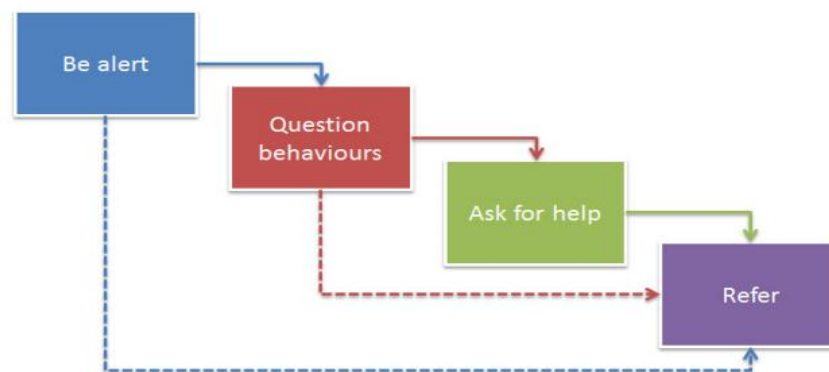 Be alert
Question
behaviours
Ask for help
Refer